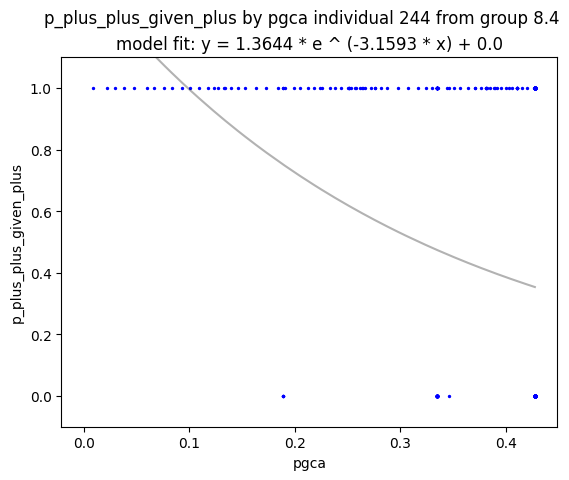 p_plus_plus_given_plus by pgca individual 244 from group 8.4
model fit: y = 1.3644 * e ^ (-3.1593 * x) + 0.0
1.0
0.8
0.6
0.4
0.2
0.0
p_plus_plus_given_plus
0.0 0.1 0.2 0.3 0.4
pgca